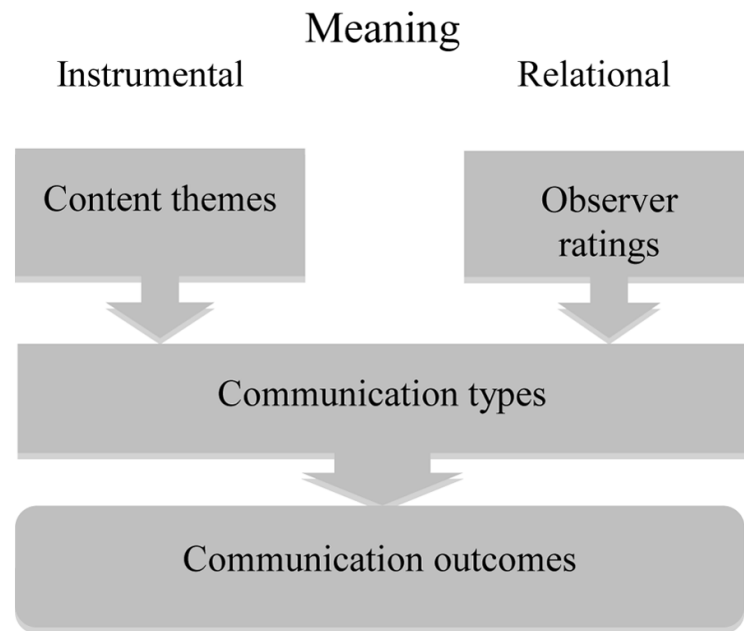 Meaning
Instrumental
Relational
Content themes
Observer
ratings
Communication types
Communication outcomes